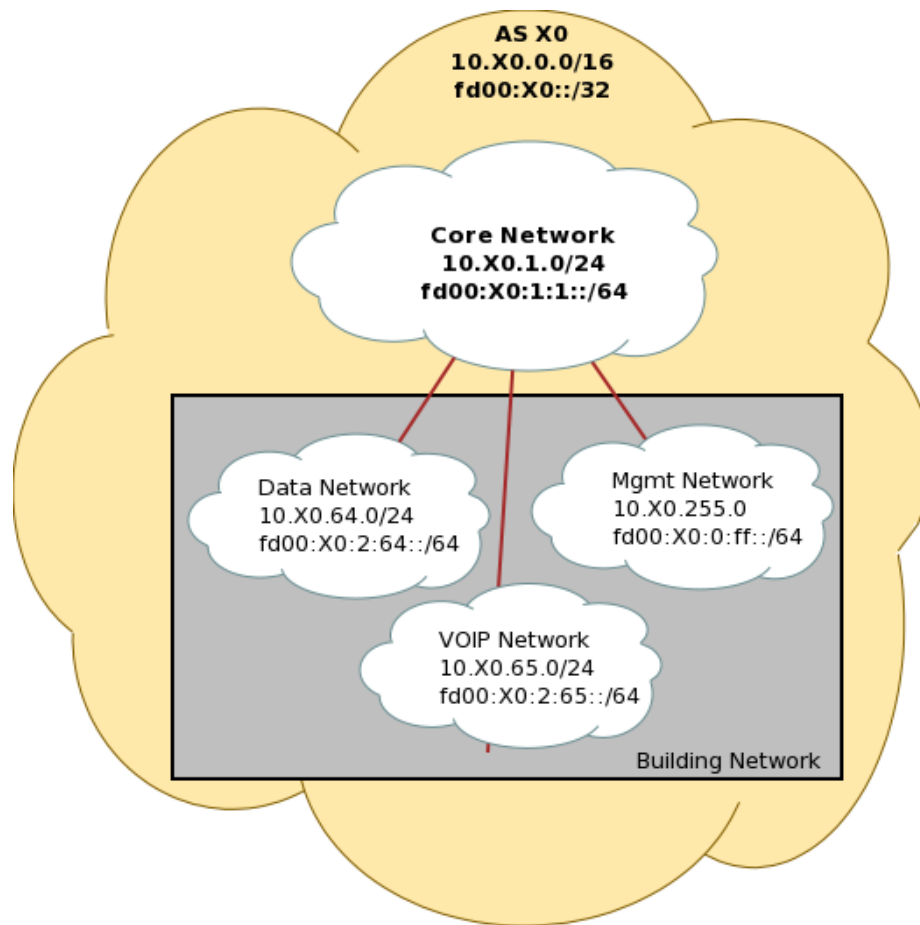 AS X0
10.X0.0.0/16
fd00:X0::/32
Core Network
10.X0.1.0/24
fd00:X0:1:1::/64
Data Network
10.X0.64.0/24
fd00:X0:2:64::/64
Mgmt Network
10.X0.255.0
fd00:X0:0:ff::/64
VOIP Network
10.X0.65.0/24
fd00:X0:2:65::/64
Building Network